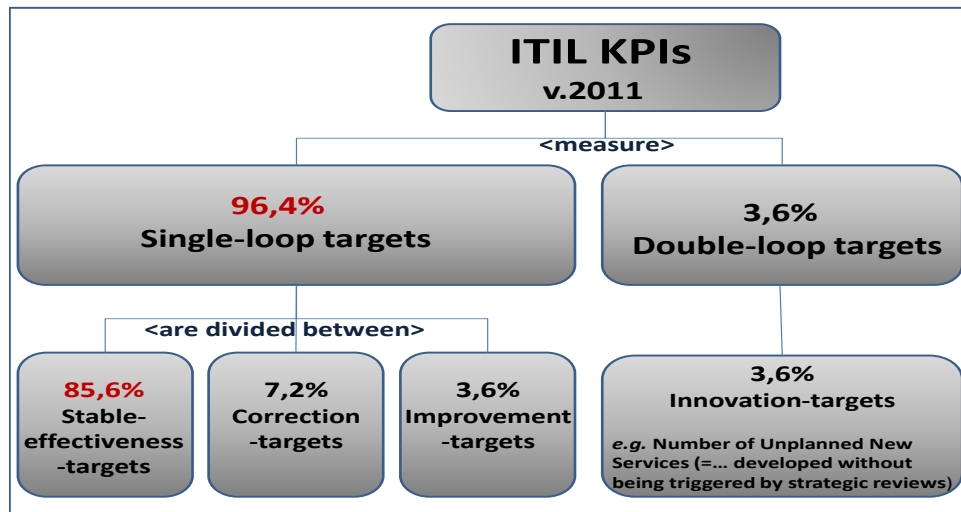 ITIL KPIs
v.2011
<measure>
96,4%
Single-loop targets
3,6%
Double-loop targets
<are divided between>
85,6%
Stable-
effectiveness
-targets
7,2%
Correction
-targets
3,6%
Improvement
-targets
3,6%
Innovation-targets
e.g. Number of Unplanned New
Services (=... developed without
being triggered by strategic reviews)